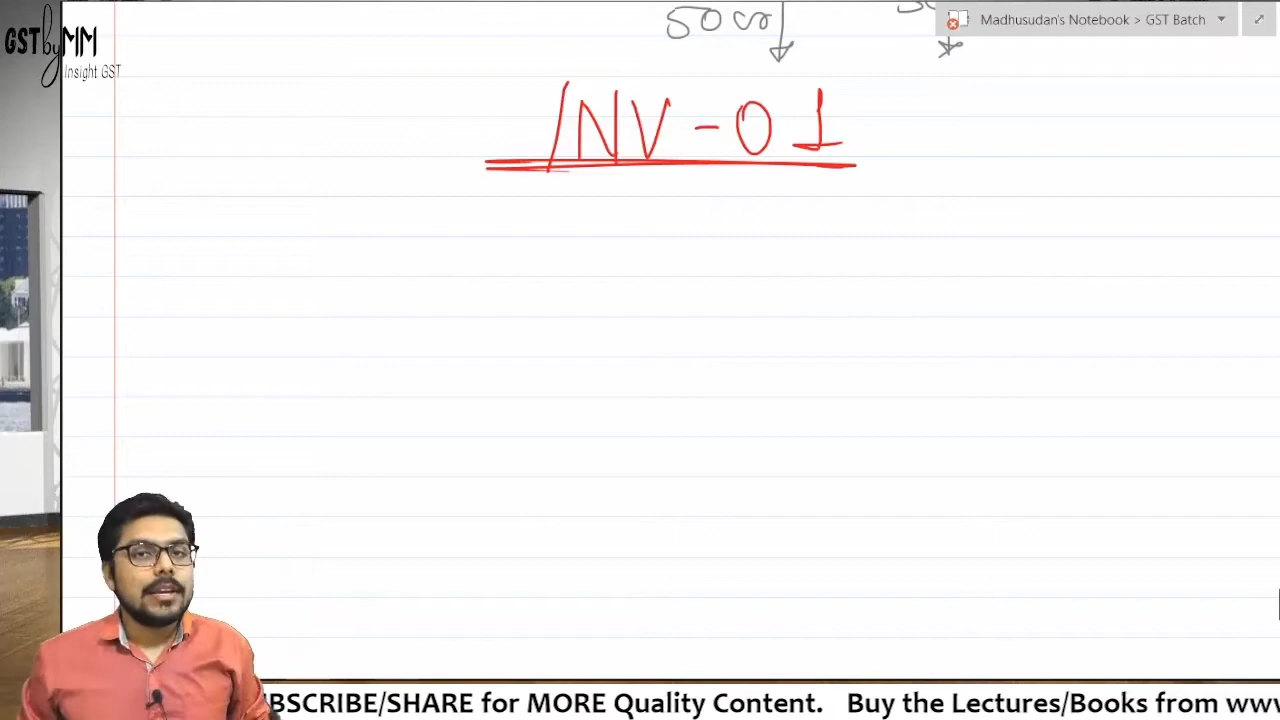 50 cr
Madhusudan's Notebook > GST Batch
GST by MM
Insight GST
INV-01
BSCRIBE/SHARE for MORE Quality Content. Buy the Lectures/Books from www.